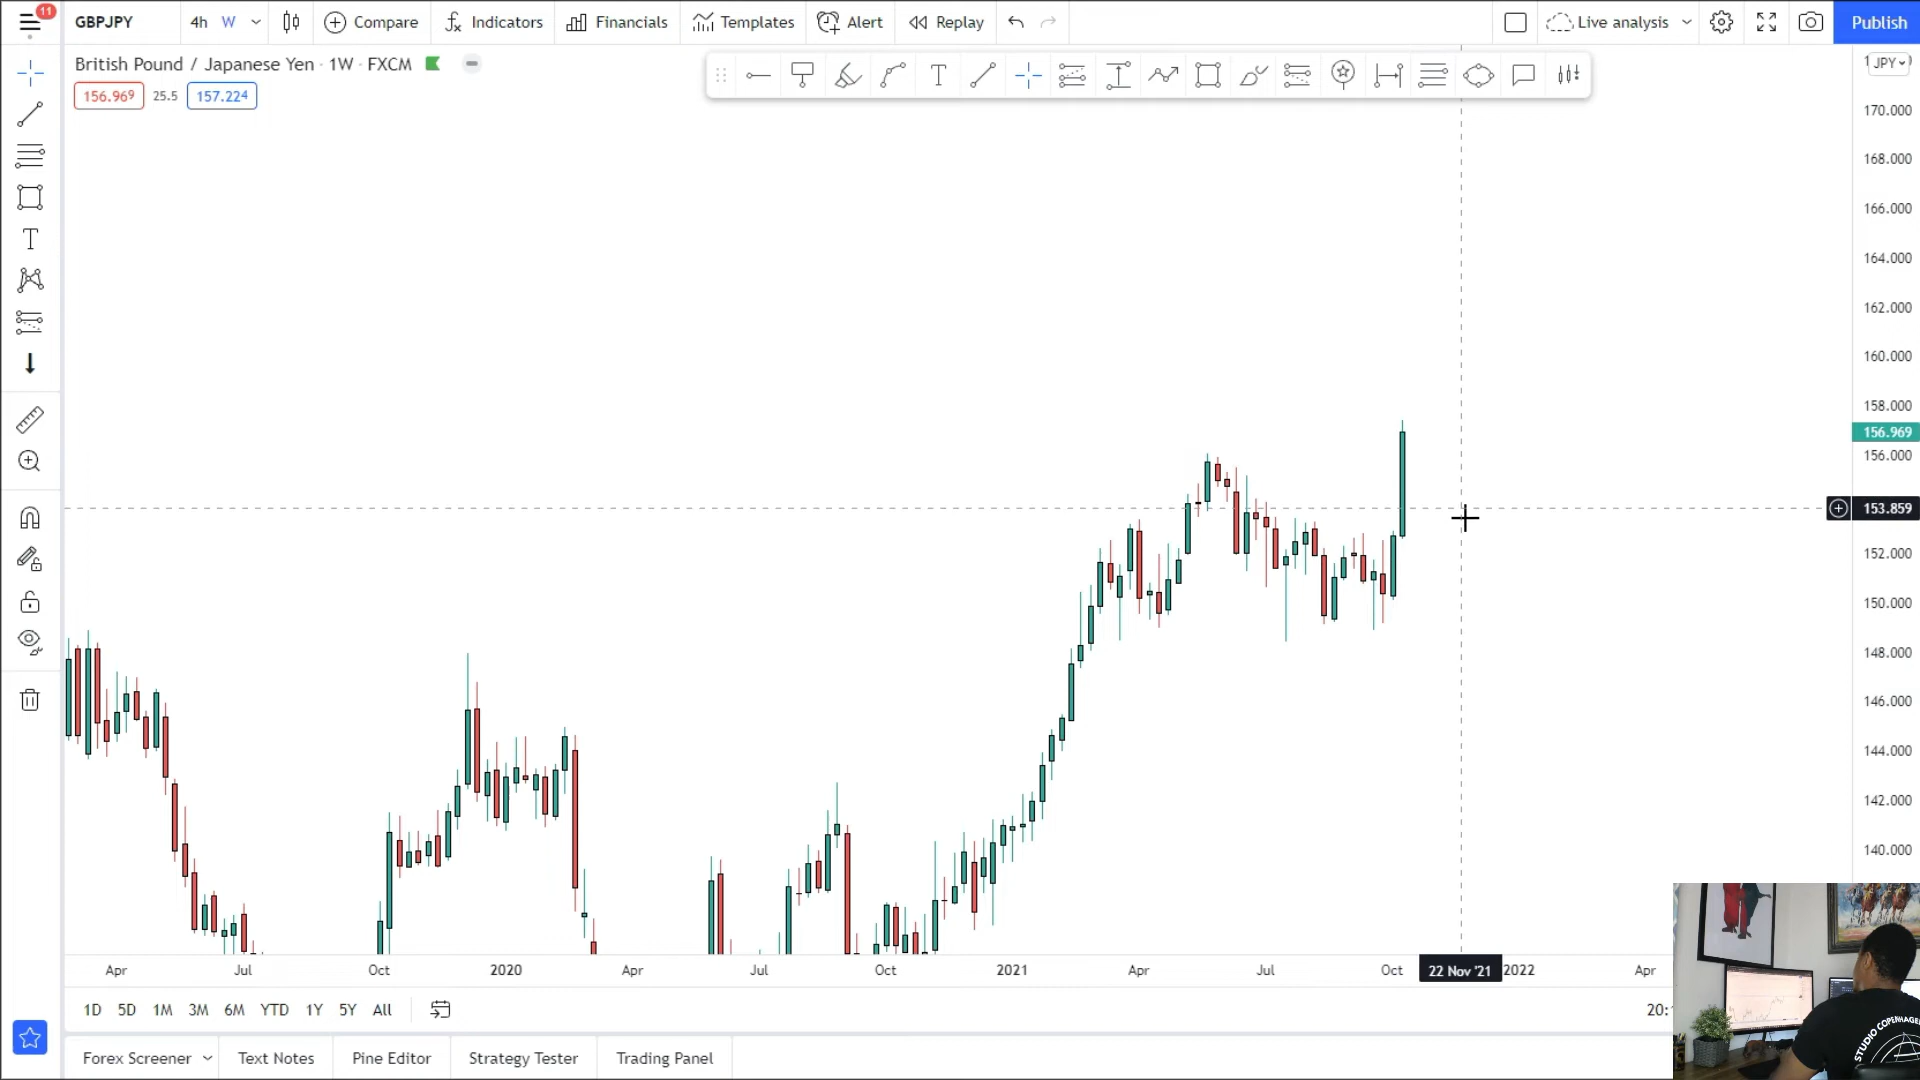 11
GBPJPY
4h W
Compare
Indicators
Financials
Templates
Alert
Replay
Live analysis
Publish
British Pound / Japanese Yen · 1W · FXCM
156.969 25.5 157.224
JPY
170.000
168.000
166.000
164.000
162.000
160.000
158.000
156.969
156.000
153.859
152.000
150.000
148.000
146.000
144.000
142.000
140.000
Apr Jul Oct 2020 Apr Jul Oct 2021 Apr Jul Oct 22 Nov '21 2022 Apr
1D 5D 1M 3M 6M YTD 1Y 5Y All
20:
Forex Screener Text Notes Pine Editor Strategy Tester Trading Panel
STUDIO COPENHAGEN